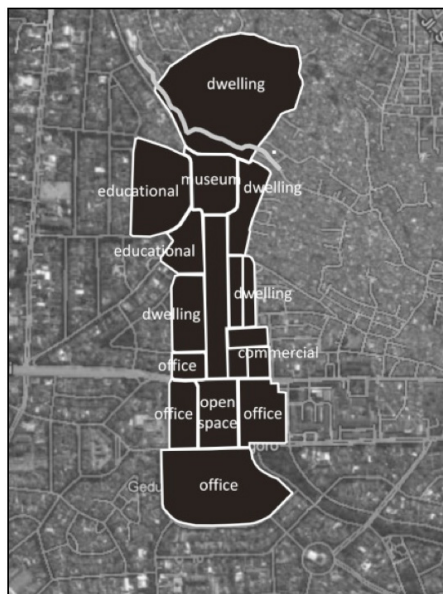 dwelling
museum
educational
dwelling
educational
dwelling
dwelling
commercial
office
open
space
office
office
office